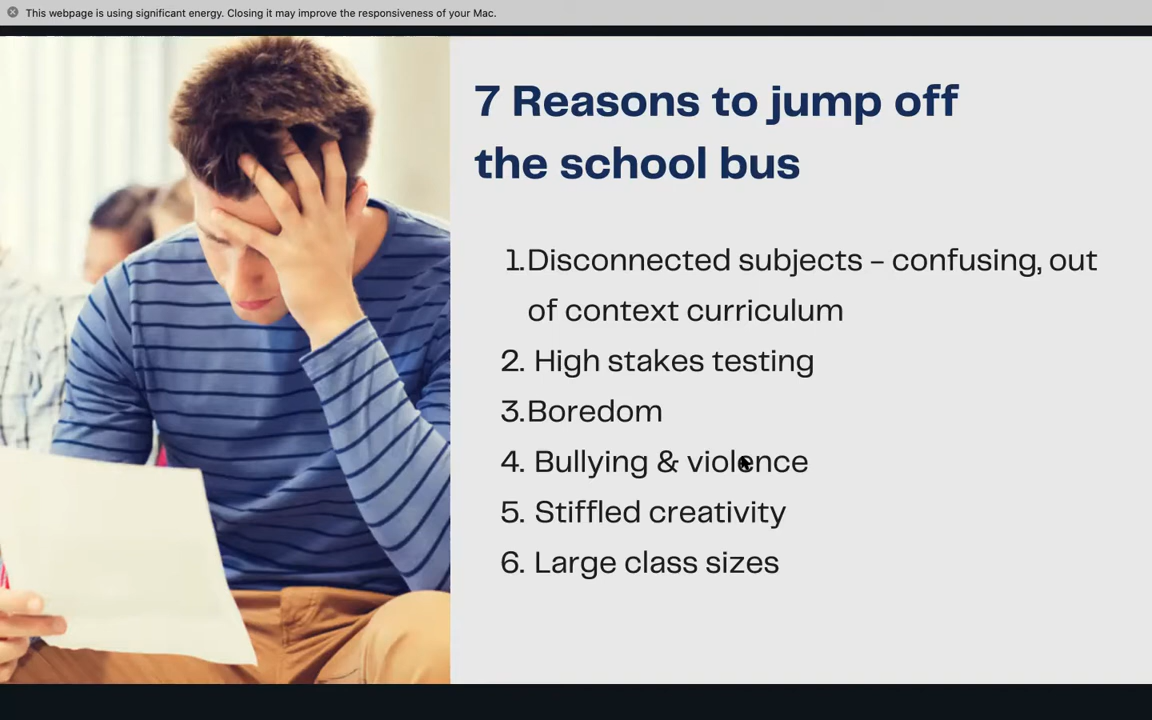 This webpage is using significant energy. Closing it may improve the responsiveness of your Mac.
7 Reasons to jump off
the school bus
1. Disconnected subjects - confusing, out
of context curriculum
2. High stakes testing
3. Boredom
4. Bullying & violence
5. Stiffled creativity
6. Large class sizes